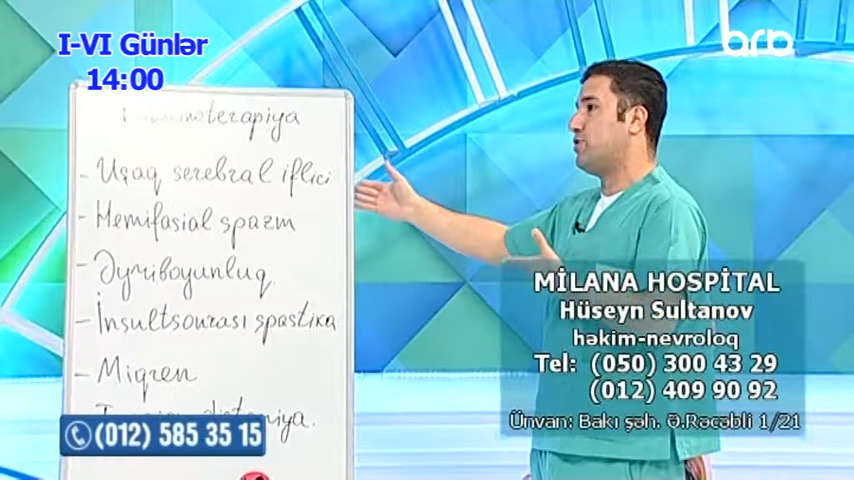 I-VI Günlər
14:00
arb
- Uşaq serebral iflici
- Hemifasial spazm
- Əyriboyunluq
- İnsultsonrası spastika
- Miqren
(012) 585 35 15
MİLANA HOSPİTAL
Hüseyn Sultanov
həkim-nevroloq
Tel: (050) 300 43 29
(012) 409 90 92
Ünvan: Bakı şəh. Ə.Rəcəbli 1/21